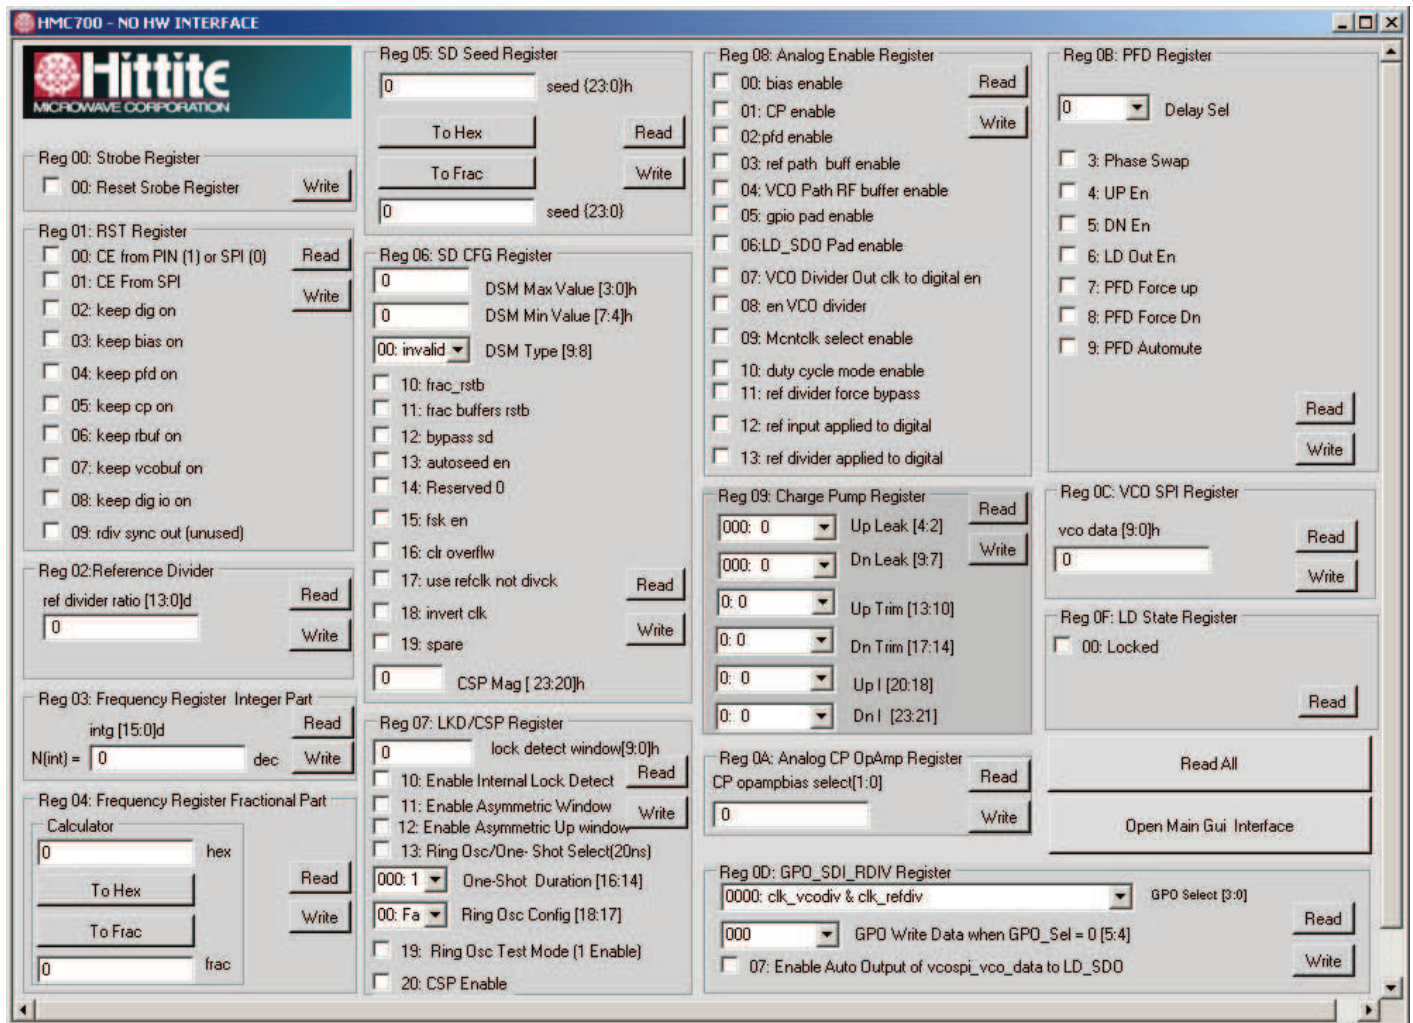 HMC700 - NO HW INTERFACE
Hittite
MICROWAVE CORPORATION
Reg 00: Strobe Register
00: Reset Srobe Register
Write
Reg 01: RST Register
00: CE from PIN (1) or SPI (0)
Read
01: CE From SPI
Write
02: keep dig on
03: keep bias on
04: keep pfd on
05: keep cp on
06: keep rbuf on
07: keep vcobuf on
08: keep dig io on
09: rdiv sync out (unused)
Reg 02:Reference Divider
ref divider ratio [13:0]d
Read
0
Write
Reg 03: Frequency Register Integer Part
intg [15:0]d
Read
N(int) = 0 dec
Write
Reg 04: Frequency Register Fractional Part
Calculator
0 hex
To Hex
Read
To Frac
Write
0 frac
Reg 05: SD Seed Register
0 seed {23:0}h
To Hex
Read
To Frac
Write
0 seed {23:0}
Reg 06: SD CFG Register
0 DSM Max Value [3:0]h
0 DSM Min Value [7:4]h
00: invalid DSM Type [9:8]
10: frac_rstb
11: frac buffers rstb
12: bypass sd
13: autoseed en
14: Reserved 0
15: fsk en
16: clr overflw
17: use refclk not divck
Read
18: invert clk
Write
19: spare
0 CSP Mag [ 23:20]h
Reg 07: LKD/CSP Register
0 lock detect window[9:0]h
10: Enable Internal Lock Detect
Read
11: Enable Asymmetric Window
Write
12: Enable Asymmetric Up window
13: Ring Osc/One- Shot Select(20ns)
000: 1 One-Shot Duration [16:14]
00: Fa Ring Osc Config [18:17]
19: Ring Osc Test Mode (1 Enable)
20: CSP Enable
Reg 08: Analog Enable Register
00: bias enable
Read
01: CP enable
Write
02:pfd enable
03: ref path buff enable
04: VCO Path RF buffer enable
05: gpio pad enable
06:LD_SDO Pad enable
07: VCO Divider Out clk to digital en
08: en VCO divider
09: Mcntclk select enable
10: duty cycle mode enable
11: ref divider force bypass
12: ref input applied to digital
13: ref divider applied to digital
Reg 09: Charge Pump Register
Read
000: 0 Up Leak [4:2]
Write
000: 0 Dn Leak [9:7]
0: 0 Up Trim [13:10]
0: 0 Dn Trim [17:14]
0: 0 Up I [20:18]
0: 0 Dn I [23:21]
Reg 0A: Analog CP OpAmp Register
CP opampbias select[1:0]
Read
0
Write
Reg 0B: PFD Register
0 Delay Sel
3: Phase Swap
4: UP En
5: DN En
6: LD Out En
7: PFD Force up
8: PFD Force Dn
9: PFD Automute
Read
Write
Reg 0C: VCO SPI Register
vco data [9:0]h
Read
0
Write
Reg 0F: LD State Register
00: Locked
Read
Read All
Open Main Gui Interface
Reg 0D: GPO_SDI_RDIV Register
0000: clk_vcodiv & clk_refdiv GPO Select [3:0]
Read
000 GPO Write Data when GPO_Sel = 0 [5:4]
Write
07: Enable Auto Output of vcospi_vco_data to LD_SDO